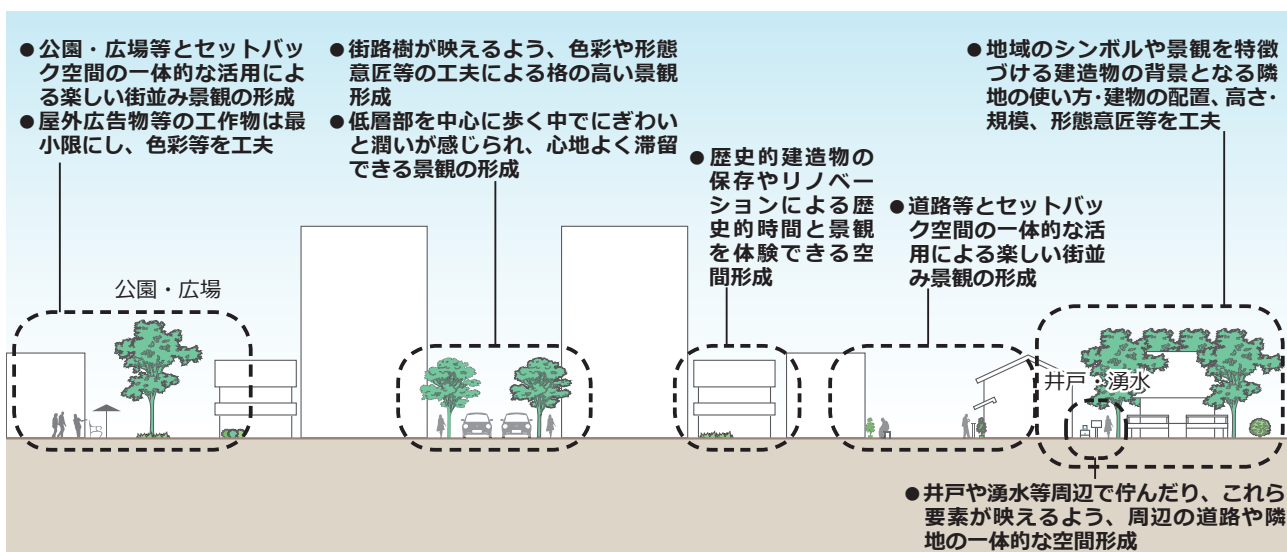 ●公園・広場等とセットバッ
ク空間の一体的な活用によ
る楽しい街並み景観の形成
●屋外広告物等の工作物は最
小限にし、色彩等を工夫
●街路樹が映えるよう、色彩や形態
意匠等の工夫による格の高い景観
形成
●低層部を中心に歩く中でにぎわい
と潤いが感じられ、心地よく滞留
できる景観の形成
●歴史的建造物の
保存やリノベー
ションによる歴
史的時間と景観
を体験できる空
間形成
●道路等とセットバッ
ク空間の一体的な活
用による楽しい街並
み景観の形成
●地域のシンボルや景観を特徴
づける建造物の背景となる隣
地の使い方・建物の配置、高さ・
規模、形態意匠等を工夫
公園・広場
井戸・湧水
●井戸や湧水等周辺で佇んだり、これら
要素が映えるよう、周辺の道路や隣
地の一体的な空間形成